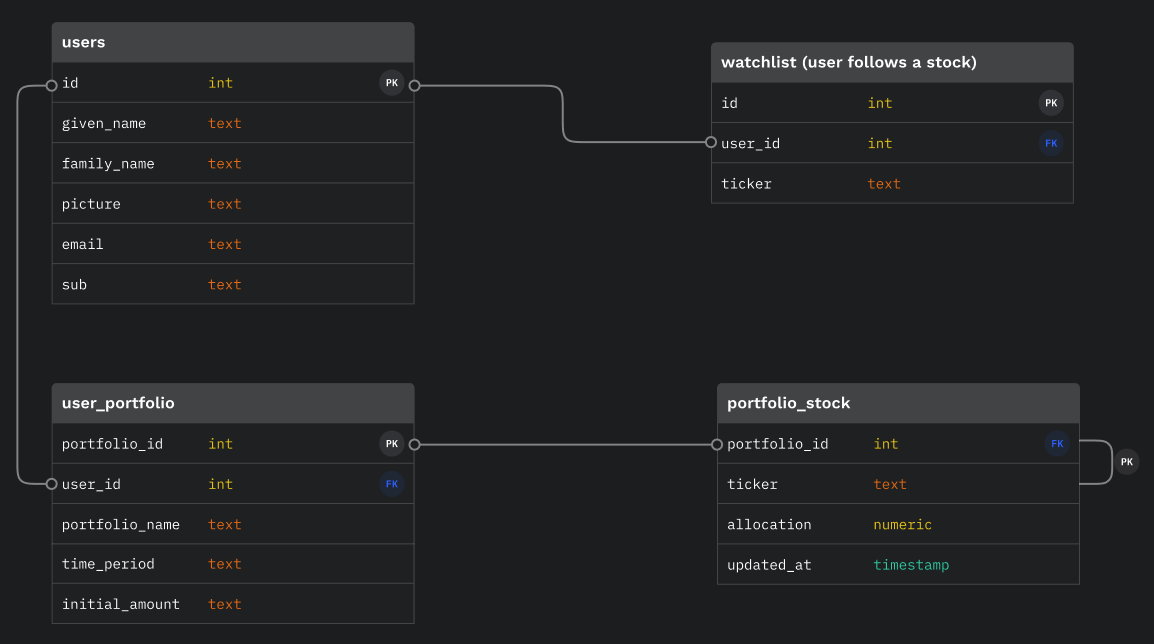 users
id int PK
given_name text
family_name text
picture text
email text
sub text
watchlist (user follows a stock)
id int PK
user_id int FK
ticker text
user_portfolio
portfolio_id int PK
user_id int FK
portfolio_name text
time_period text
initial_amount text
portfolio_stock
portfolio_id int FK
PK
ticker text
allocation numeric
updated_at timestamp